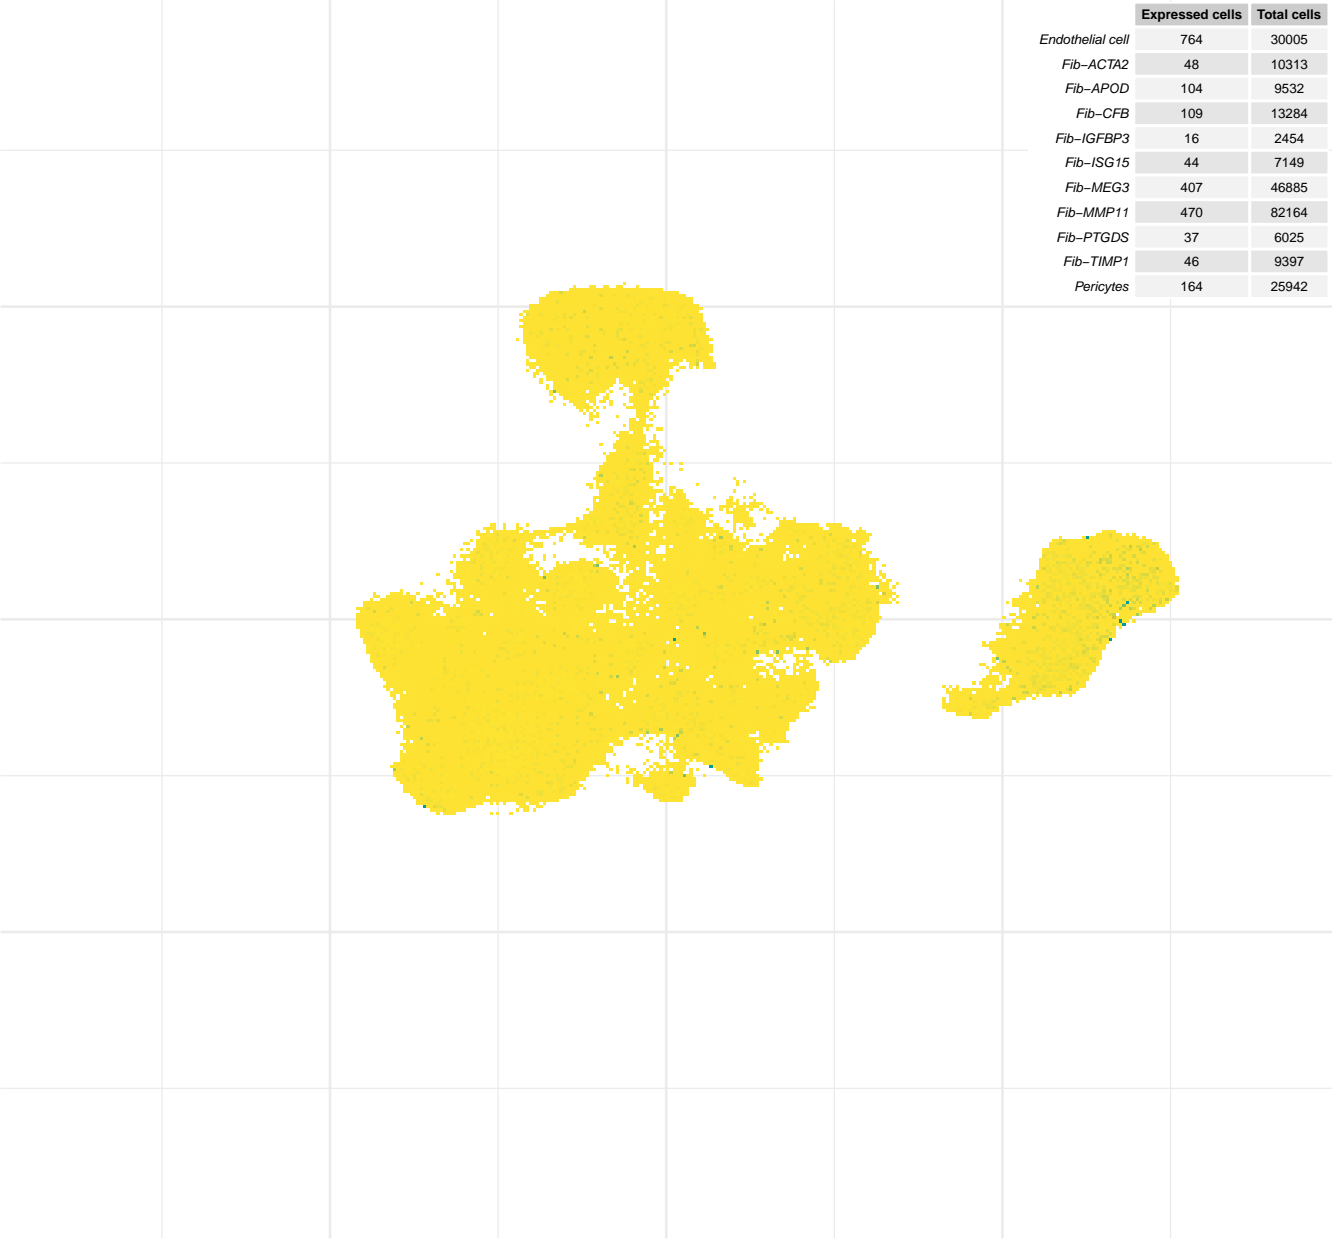 Expressed cells Total cells
Endothelial cell 764 30005
Fib−ACTA2 48 10313
Fib−APOD 104 9532
Fib−CFB 109 13284
Fib−IGFBP3 16 2454
Fib−ISG15 44 7149
Fib−MEG3 407 46885
Fib−MMP11 470 82164
Fib−PTGDS 37 6025
Fib−TIMP1 46 9397
Pericytes 164 25942